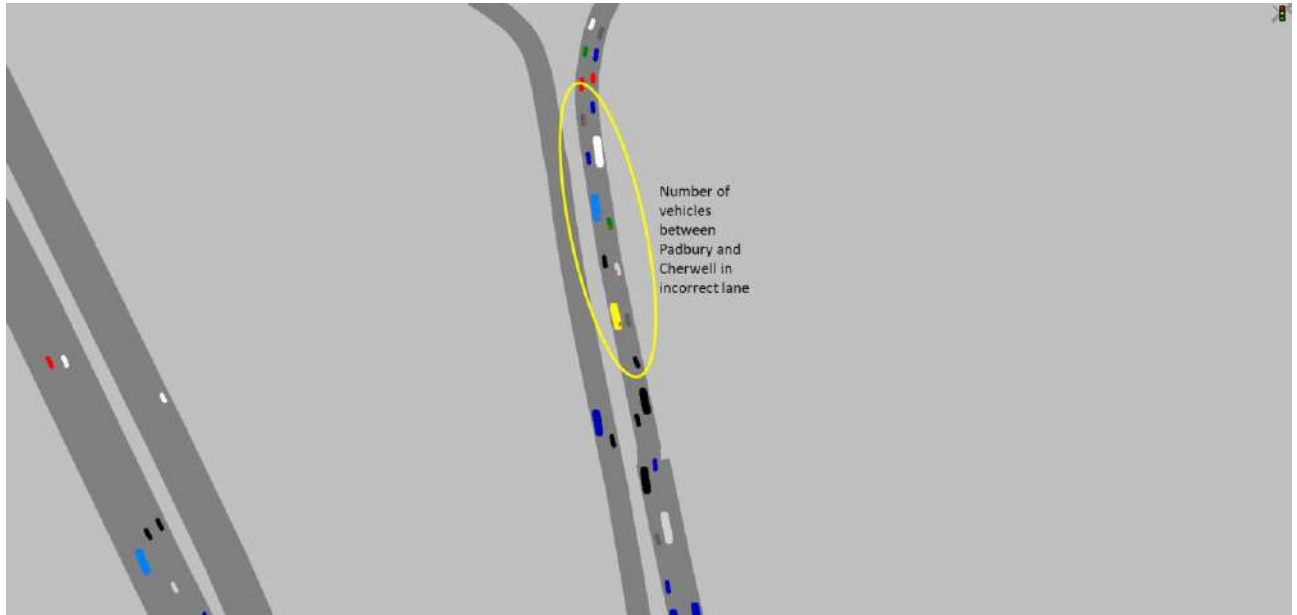 Number of
vehicles
between
Padbury and
Cherwell in
incorrect lane